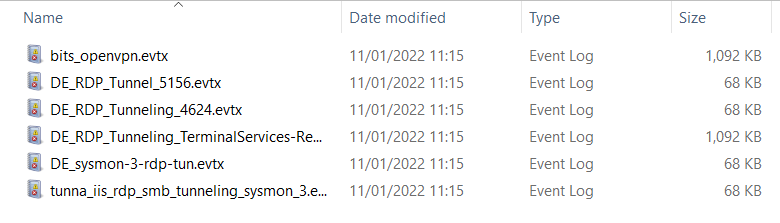 Name Date modified Type Size
bits_openvpn.evtx 11/01/2022 11:15 Event Log 1,092 KB
DE_RDP_Tunnel_5156.evtx 11/01/2022 11:15 Event Log 68 KB
DE_RDP_Tunneling_4624.evtx 11/01/2022 11:15 Event Log 68 KB
DE_RDP_Tunneling_TerminalServices-Re... 11/01/2022 11:15 Event Log 1,092 KB
DE_sysmon-3-rdp-tun.evtx 11/01/2022 11:15 Event Log 68 KB
tunna_iis_rdp_smb_tunneling_sysmon_3.e... 11/01/2022 11:15 Event Log 68 KB